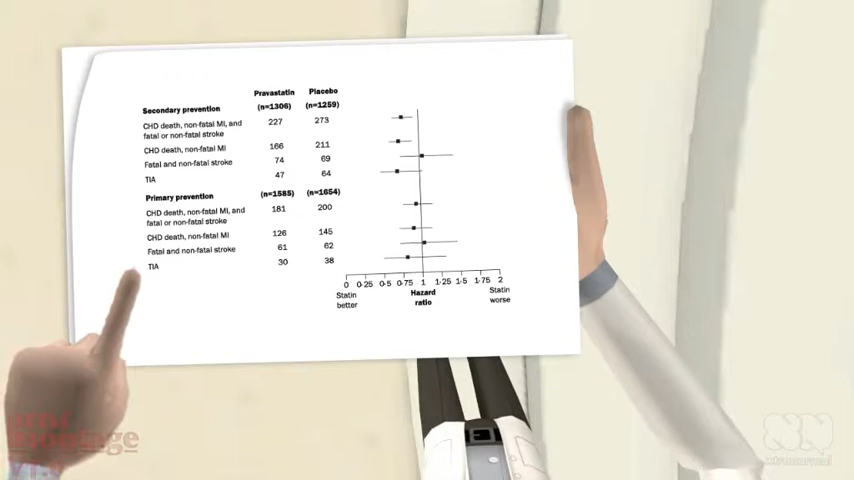 Pravastatin Placebo
Secondary prevention (n=1306) (n=1259)
CHD death, non-fatal MI, and 227 273
fatal or non-fatal stroke
CHD death, non-fatal MI 166 211
Fatal and non-fatal stroke 74 69
TIA 47 64
Primary prevention (n=1585) (n=1654)
CHD death, non-fatal MI, and 181 200
fatal or non-fatal stroke
CHD death, non-fatal MI 126 145
Fatal and non-fatal stroke 61 62
TIA 30 38
0 0·25 0·5 0·75 1 1·25 1·5 1·75 2
Statin better Hazard ratio Statin worse
xtranormal